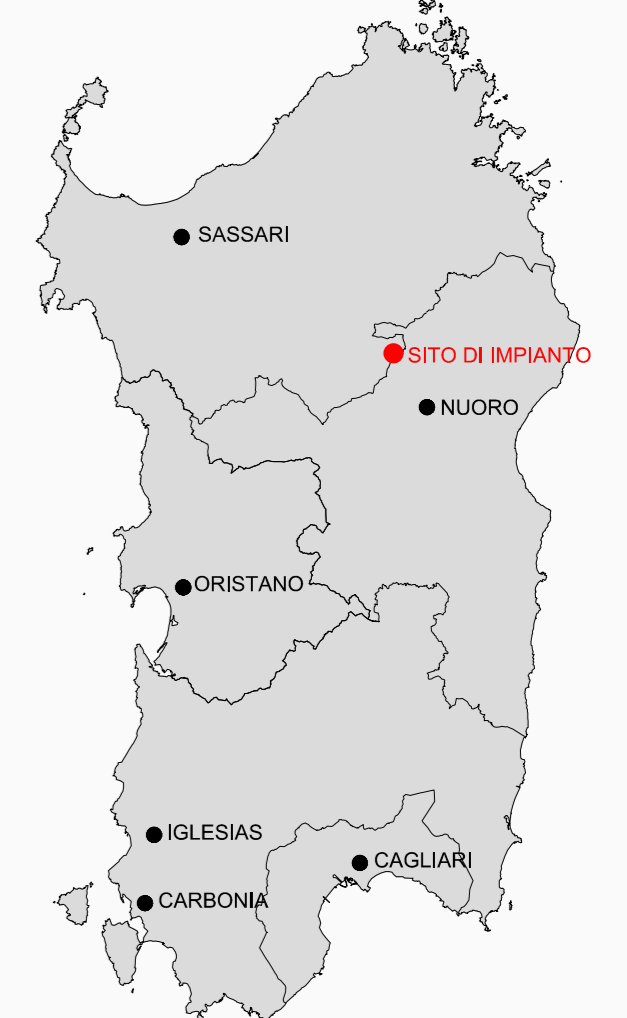 SASSARI
SITO DI IMPIANTO
NUORO
ORISTANO
IGLESIAS
CAGLIARI
CARBONIA